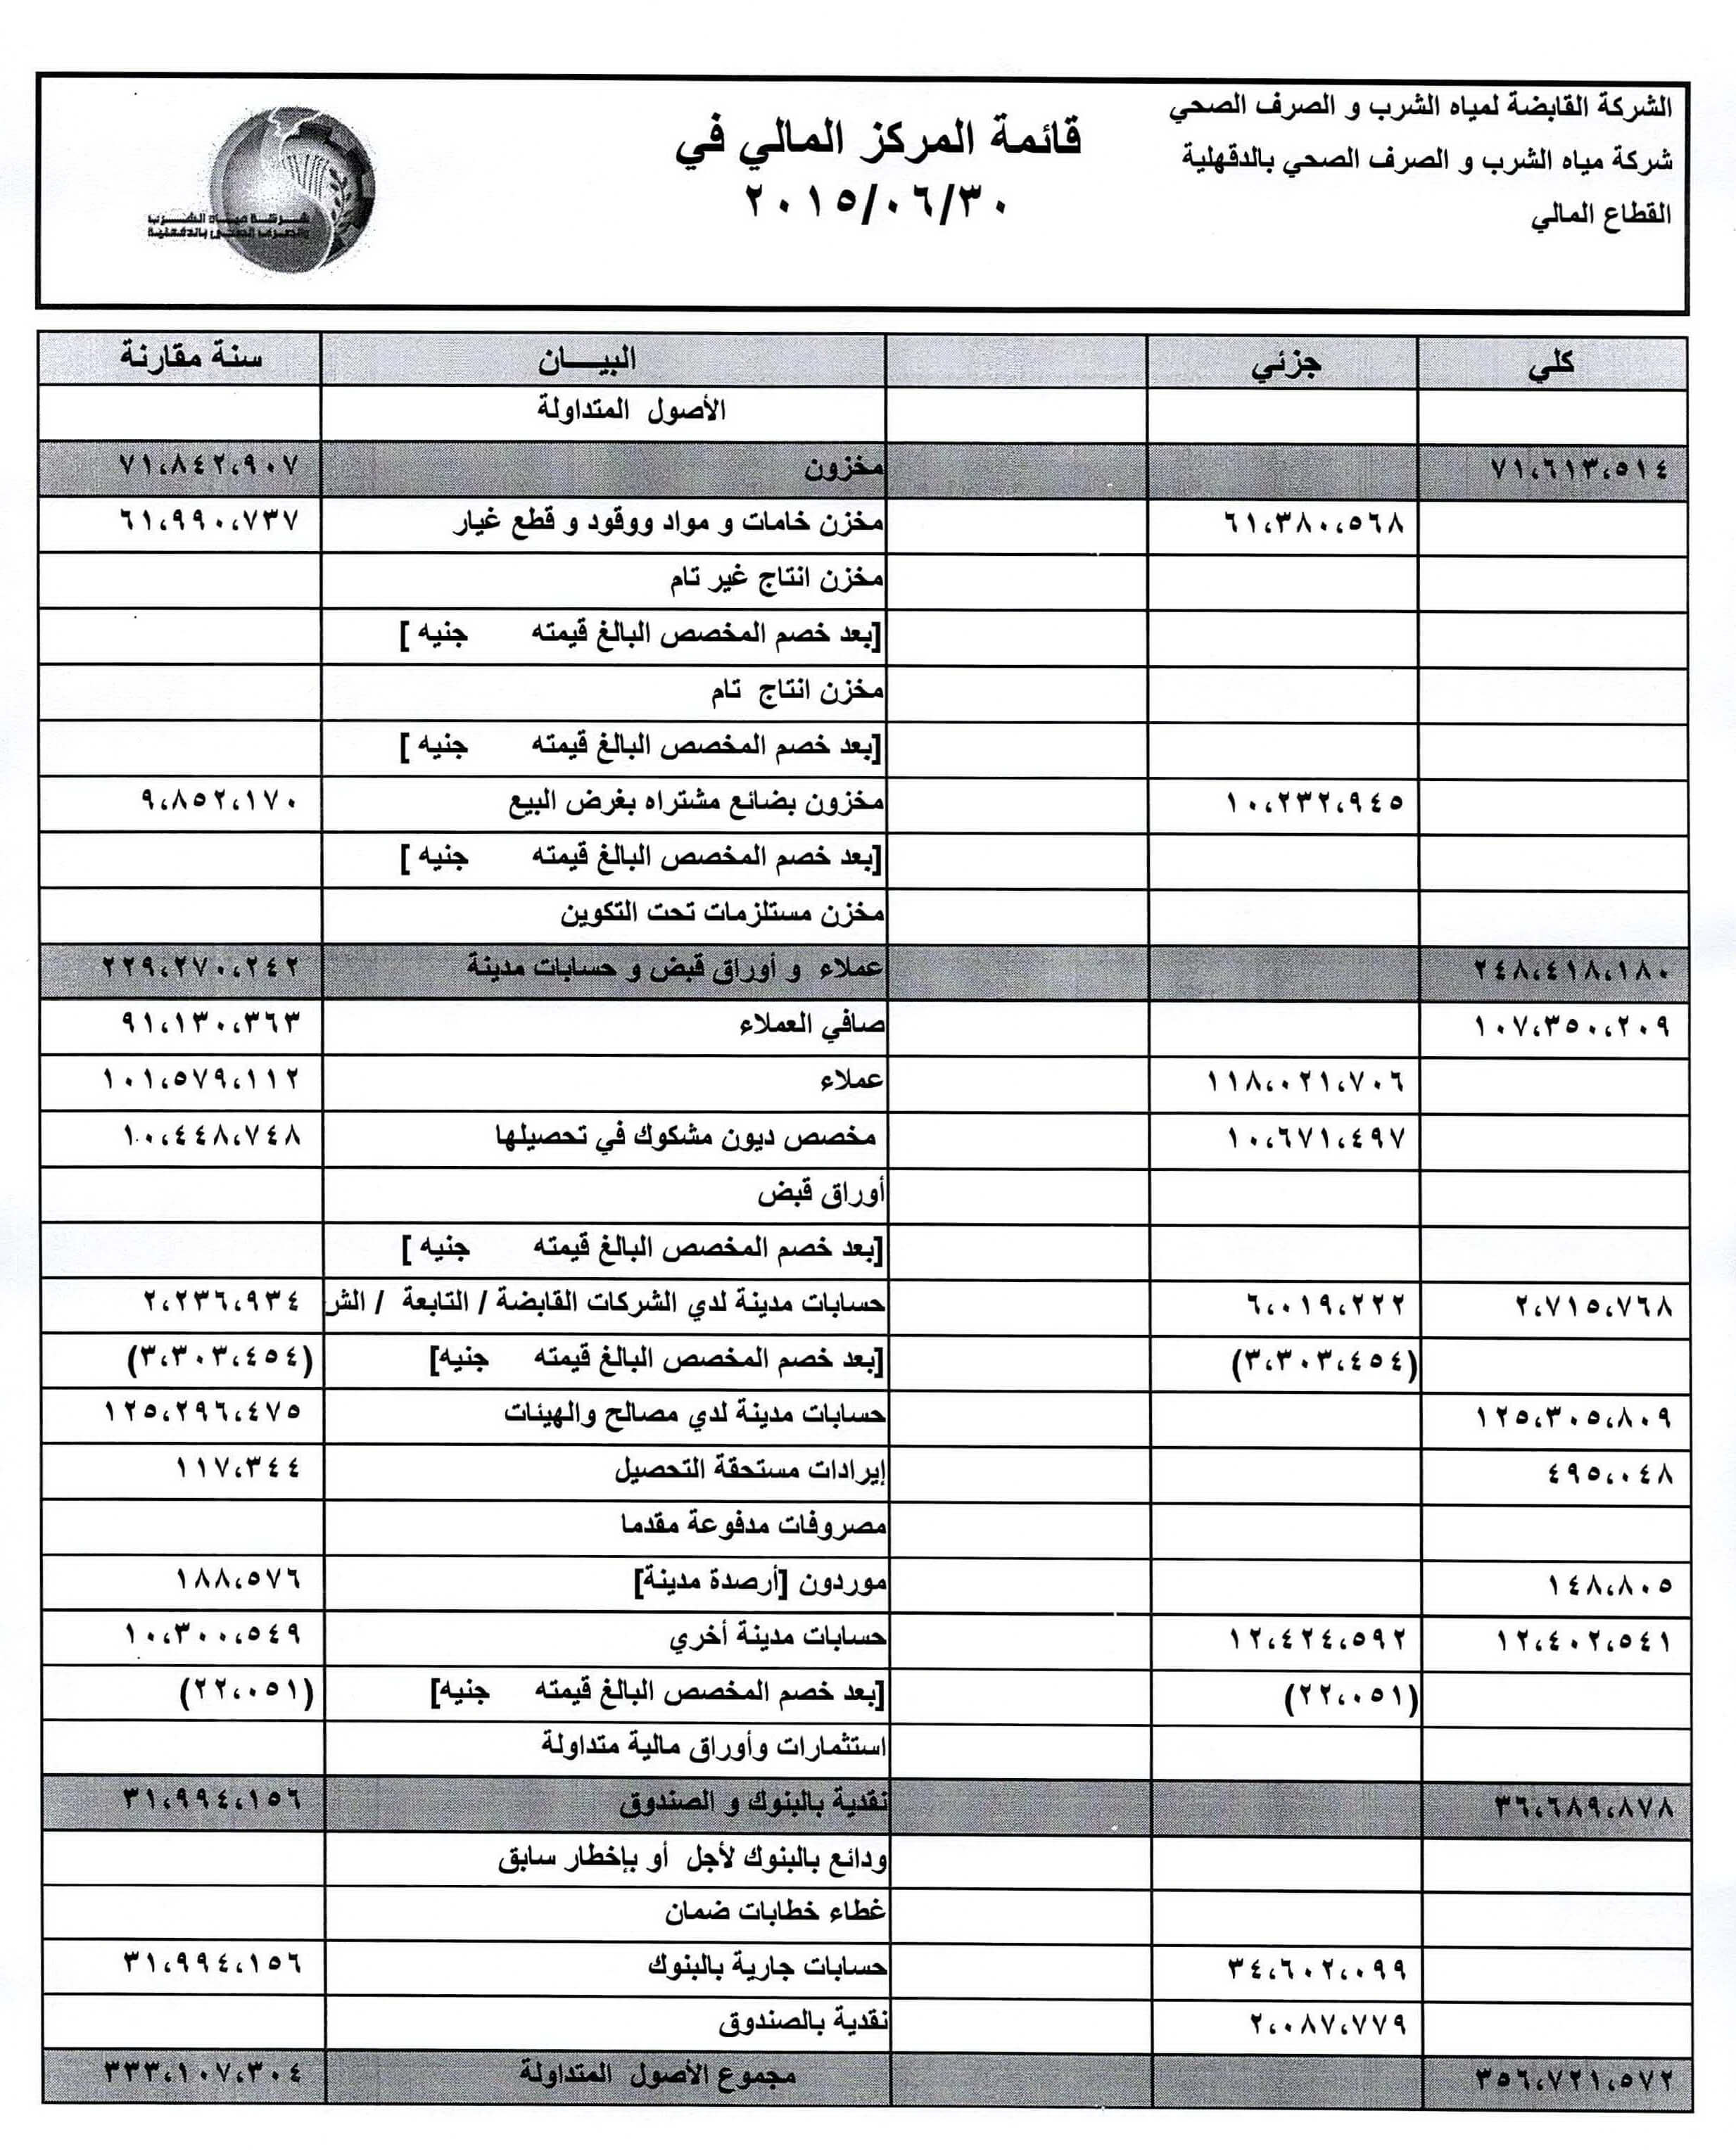 الشركة القابضة لمياه الشرب و الصرف الصحي
شركة مياه الشرب و الصرف الصحي بالدقهلية
القطاع المالي
قائمة المركز المالي في
٢٠١٥/٠٦/٣٠
شركة مياه الشرب
والصرف الصحى بالدقهلية
كلي جزئي البيـــان سنة مقارنة
الأصول المتداولة
٧١،٦١٣،٥١٤ مخزون ٧١،٨٤٢،٩٠٧
٦١،٣٨٠،٥٦٨ مخزن خامات و مواد ووقود و قطع غيار ٦١،٩٩٠،٧٣٧
مخزن انتاج غير تام
[بعد خصم المخصص البالغ قيمته جنيه ]
مخزن انتاج تام
[بعد خصم المخصص البالغ قيمته جنيه ]
١٠،٢٣٢،٩٤٥ مخزون بضائع مشتراه بغرض البيع ٩،٨٥٢،١٧٠
[بعد خصم المخصص البالغ قيمته جنيه ]
مخزن مستلزمات تحت التكوين
٢٤٨،٤١٨،١٨٠ عملاء و أوراق قبض و حسابات مدينة ٢٢٩،٢٧٠،٢٤٢
١٠٧،٣٥٠،٢٠٩ صافي العملاء ٩١،١٣٠،٣٦٣
١١٨،٠٢١،٧٠٦ عملاء ١٠١،٥٧٩،١١٢
١٠،٦٧١،٤٩٧ مخصص ديون مشكوك في تحصيلها ١٠،٤٤٨،٧٤٨
أوراق قبض
[بعد خصم المخصص البالغ قيمته جنيه ]
٢،٧١٥،٧٦٨ ٦،٠١٩،٢٢٢ حسابات مدينة لدي الشركات القابضة / التابعة / الش ٢،٢٣٦،٩٣٤
(٣،٣٠٣،٤٥٤) [بعد خصم المخصص البالغ قيمته جنيه] (٣،٣٠٣،٤٥٤)
١٢٥،٣٠٥،٨٠٩ حسابات مدينة لدي مصالح والهيئات ١٢٥،٢٩٦،٤٧٥
٤٩٥،٠٤٨ إيرادات مستحقة التحصيل ١١٧،٣٤٤
مصروفات مدفوعة مقدما
١٤٨،٨٠٥ موردون [أرصدة مدينة] ١٨٨،٥٧٦
١٢،٤٠٢،٥٤١ ١٢،٤٢٤،٥٩٢ حسابات مدينة أخري ١٠،٣٠٠،٥٤٩
(٢٢،٠٥١) [بعد خصم المخصص البالغ قيمته جنيه] (٢٢،٠٥١)
استثمارات وأوراق مالية متداولة
٣٦،٦٨٩،٨٧٨ نقدية بالبنوك و الصندوق ٣١،٩٩٤،١٥٦
ودائع بالبنوك لأجل أو بإخطار سابق
غطاء خطابات ضمان
٣٤،٦٠٢،٠٩٩ حسابات جارية بالبنوك ٣١،٩٩٤،١٥٦
٢،٠٨٧،٧٧٩ نقدية بالصندوق
٣٥٦،٧٢١،٥٧٢ مجموع الأصول المتداولة ٣٣٣،١٠٧،٣٠٤